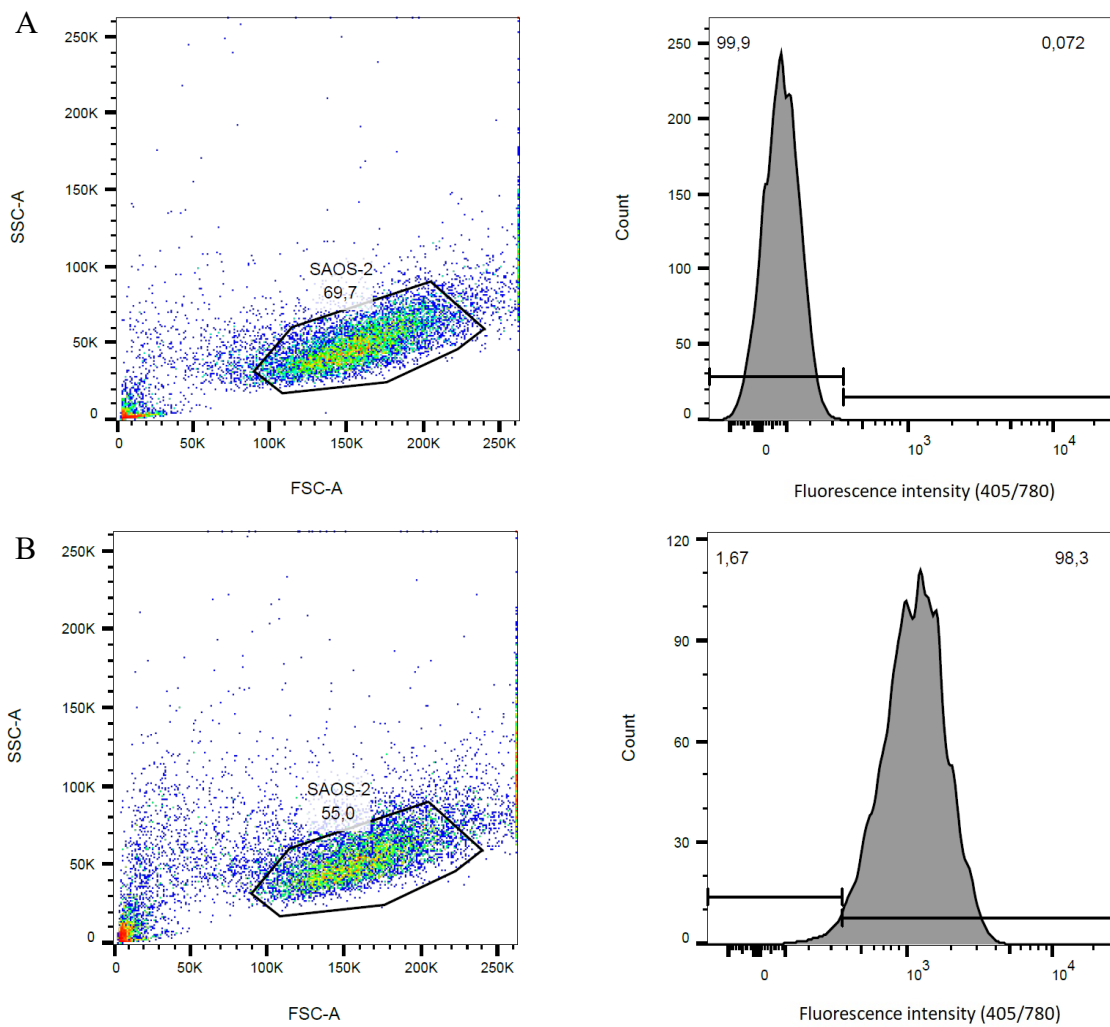 A
250K
200K
150K
100K
50K
0
SSC-A
SAOS-2
69,7
0
50K
100K
150K
200K
250K
FSC-A
99,9
0,072
250
200
150
100
50
0
Count
0
10³
10⁴
Fluorescence intensity (405/780)
B
250K
200K
150K
100K
50K
0
SSC-A
SAOS-2
55,0
0
50K
100K
150K
200K
250K
FSC-A
1,67
98,3
120
90
60
30
0
Count
0
10³
10⁴
Fluorescence intensity (405/780)